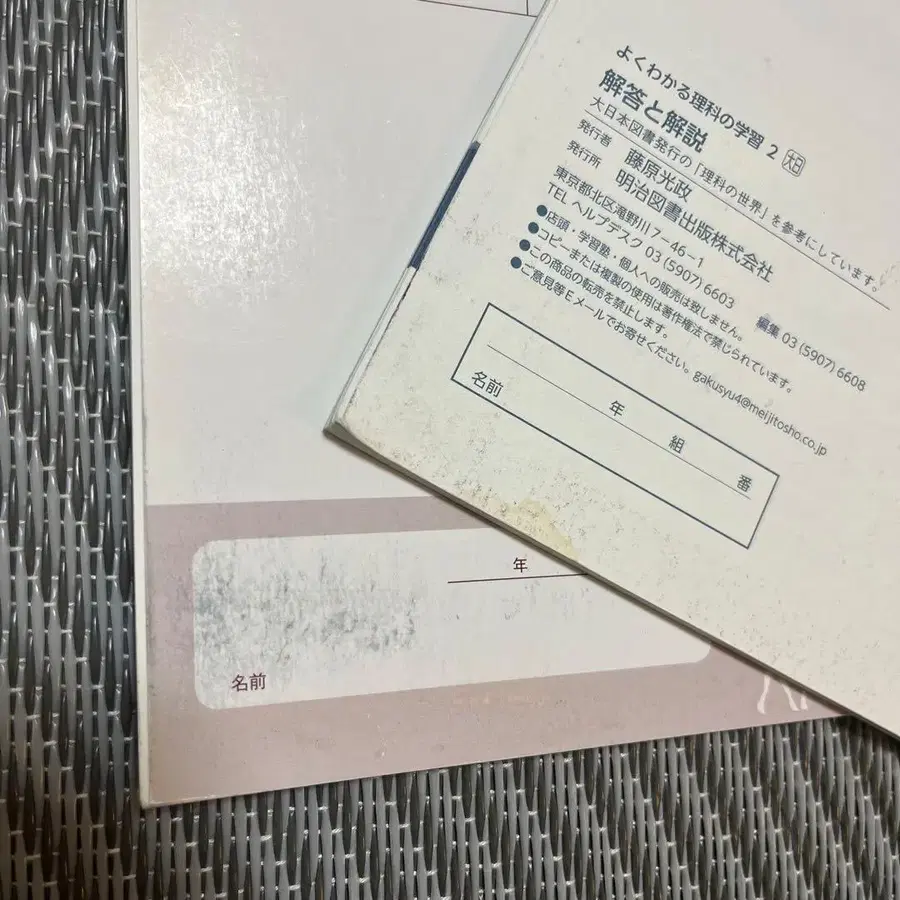 よくわかる理科の学習 2 大日
解答と解説
大日本図書発行の「理科の世界」を参考にしています。
発行者 藤原光政
発行所 明治図書出版株式会社
東京都北区滝野川7-46-1
TEL ヘルプデスク 03 (5907) 6603 編集 03 (5907) 6608
●店頭・学習塾・個人への販売は致しません。
●コピーまたは複製の使用は著作権法で禁じられています。
●この商品の転売を禁止します。
●ご意見等Eメールでお寄せください。gakusyu4@meijitosho.co.jp
年 組 番
名前
年
名前